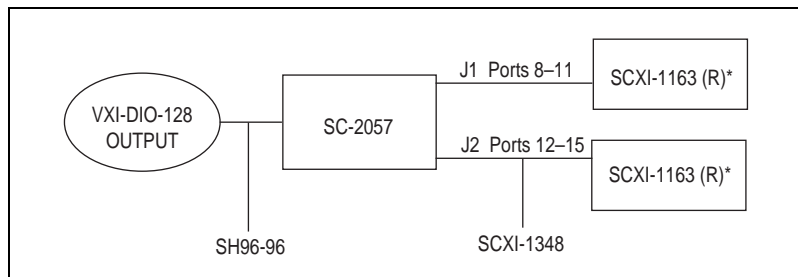 VXI-DIO-128
OUTPUT
SH96-96
SC-2057
J1 Ports 8–11
SCXI-1163 (R)*
J2 Ports 12–15
SCXI-1163 (R)*
SCXI-1348